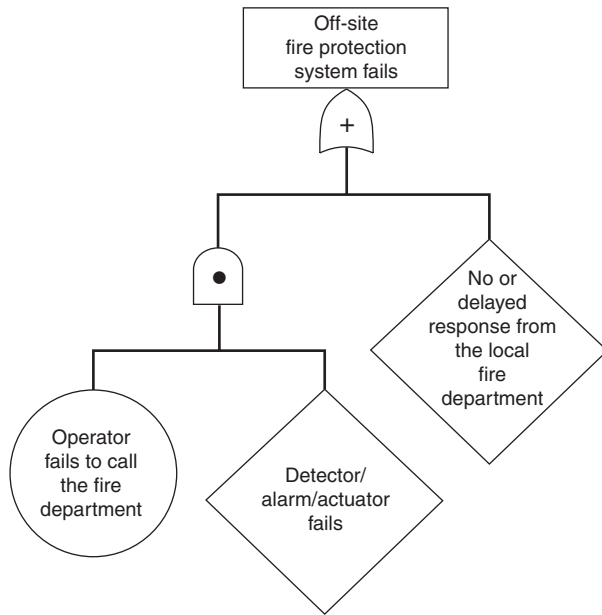 Off-site
fire protection
system fails
+
No or
delayed
response from
the local
fire
department
Operator
fails to call
the fire
department
Detector/
alarm/actuator
fails